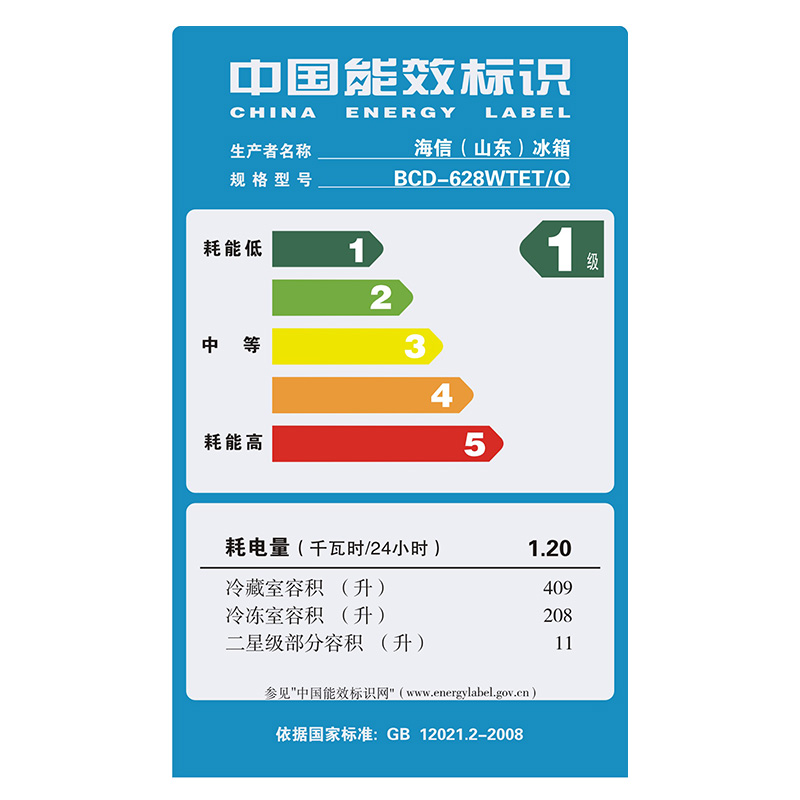 中国能效标识
CHINA ENERGY LABEL
生产者名称 海信（山东）冰箱
规格型号 BCD-628WTET/Q
耗能低 1 1级
2
中等 3
4
耗能高 5
耗电量（千瓦时/24小时） 1.20
冷藏室容积（升） 409
冷冻室容积（升） 208
二星级部分容积（升） 11
参见"中国能效标识网"（www.energylabel.gov.cn）
依据国家标准: GB 12021.2-2008